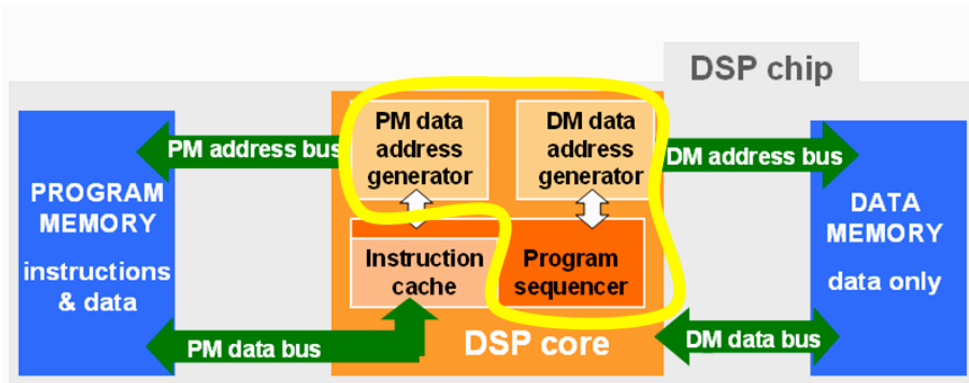 DSP chip
PM address bus
PM data
address
generator
DM data
address
generator
DM address bus
PROGRAM
MEMORY
instructions
& data
Instruction
cache
Program
sequencer
DATA
MEMORY
data only
PM data bus
DSP core
DM data bus